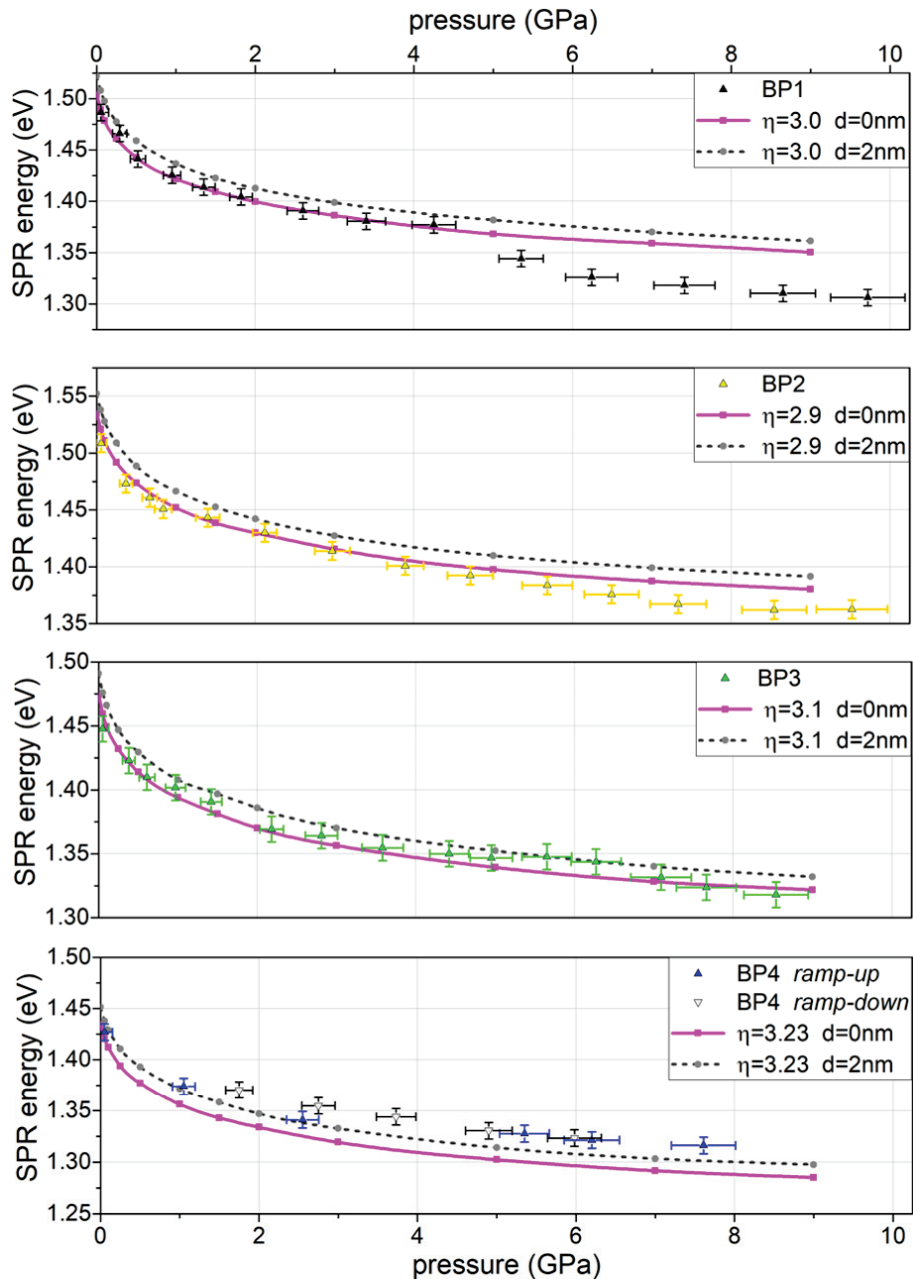 pressure (GPa)
0 2 4 6 8 10
SPR energy (eV)
1.50
1.45
1.40
1.35
1.30
BP1
η=3.0 d=0nm
η=3.0 d=2nm
SPR energy (eV)
1.55
1.50
1.45
1.40
1.35
BP2
η=2.9 d=0nm
η=2.9 d=2nm
SPR energy (eV)
1.50
1.45
1.40
1.35
1.30
BP3
η=3.1 d=0nm
η=3.1 d=2nm
SPR energy (eV)
1.50
1.45
1.40
1.35
1.30
1.25
BP4 ramp-up
BP4 ramp-down
η=3.23 d=0nm
η=3.23 d=2nm
0 2 4 6 8 10
pressure (GPa)